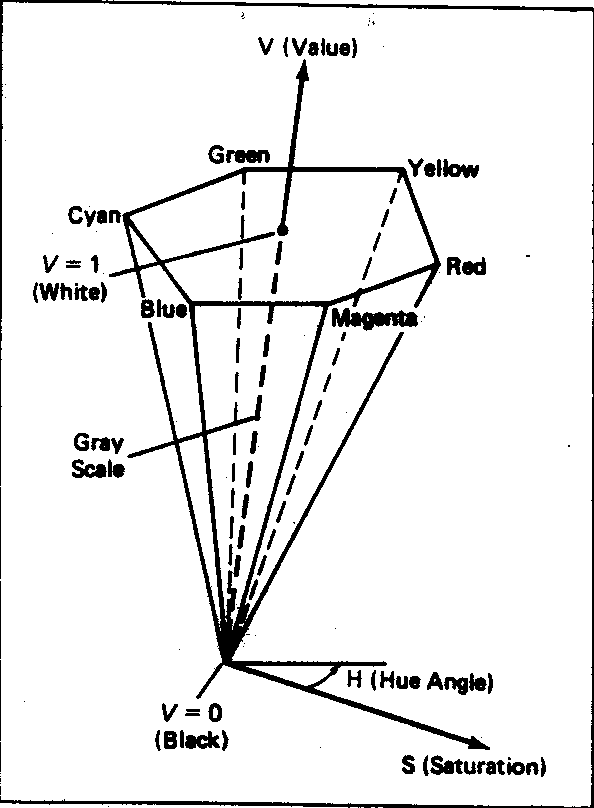 V (Value)
Green
Yellow
Cyan
V = 1
(White)
Red
Blue
Magenta
Gray
Scale
H (Hue Angle)
V = 0
(Black)
S (Saturation)